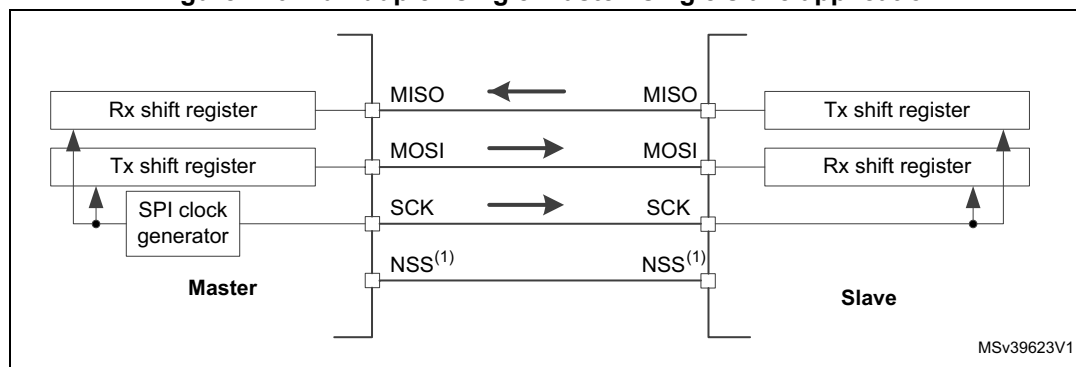 Rx shift register
MISO
MISO
Tx shift register
Tx shift register
MOSI
MOSI
Rx shift register
SPI clock
generator
SCK
SCK
NSS(1)
NSS(1)
Master
Slave
MSv39623V1